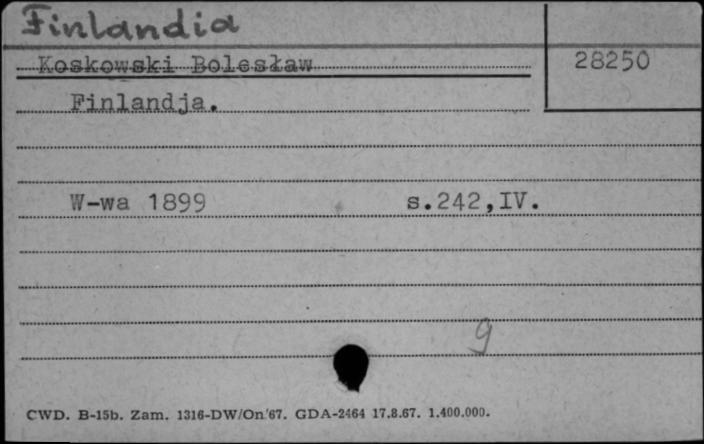 Finlandia
Koskowski Bolesław
28250
Finlandja.
W-wa 1899 s.242,IV.
g
CWD. B-15b. Zam. 1316-DW/On/67. GDA-2464 17.8.67. 1.400.000.